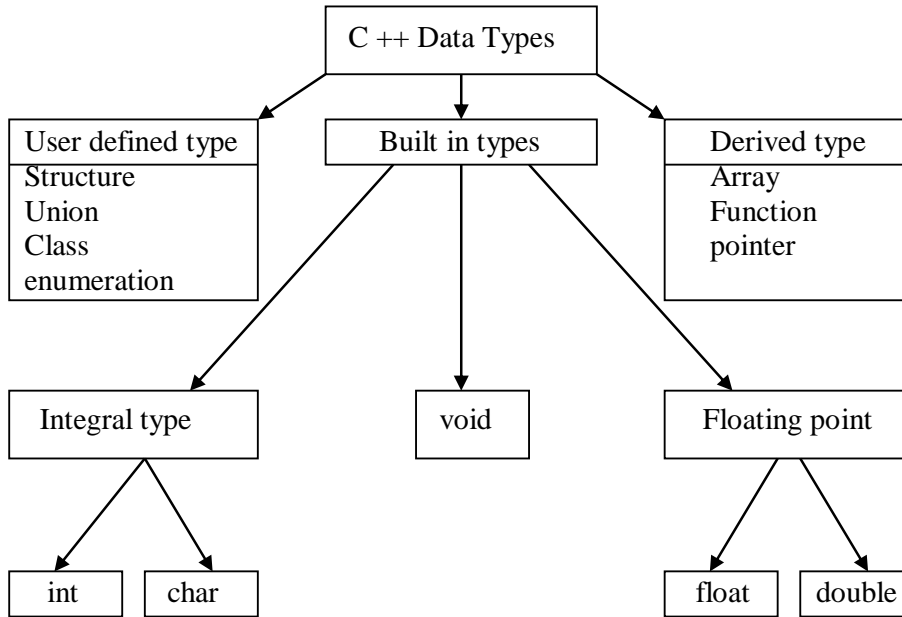 C ++ Data Types
User defined type
Structure
Union
Class
enumeration
Built in types
Derived type
Array
Function
pointer
Integral type
void
Floating point
int
char
float
double